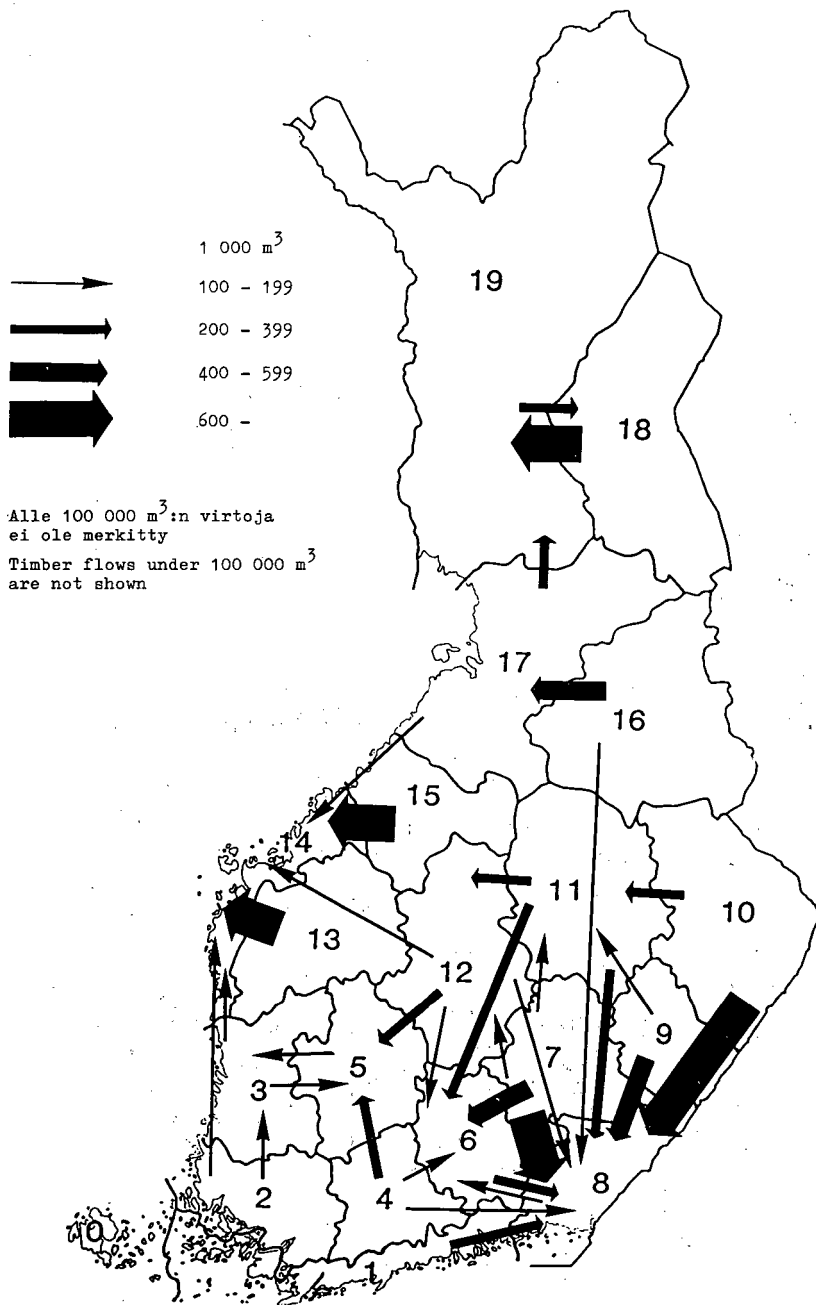 1 000 m³
100 - 199
200 - 399
400 - 599
600 -
Alle 100 000 m³:n virtoja
ei ole merkitty
Timber flows under 100 000 m³
are not shown
19
18
17
16
15
14
11
10
13
12
9
7
5
3
6
8
2
4
0
1